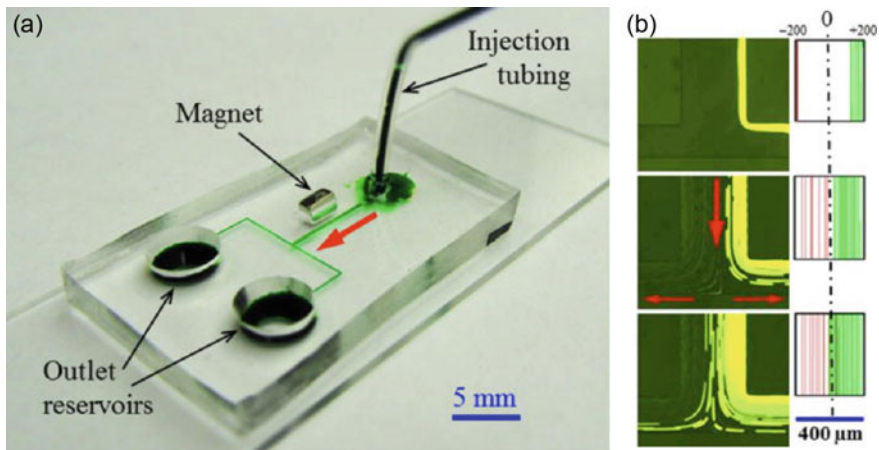 (a)
Injection
tubing
Magnet
Outlet
reservoirs
5 mm
(b)
0
-200 +200
400 µm